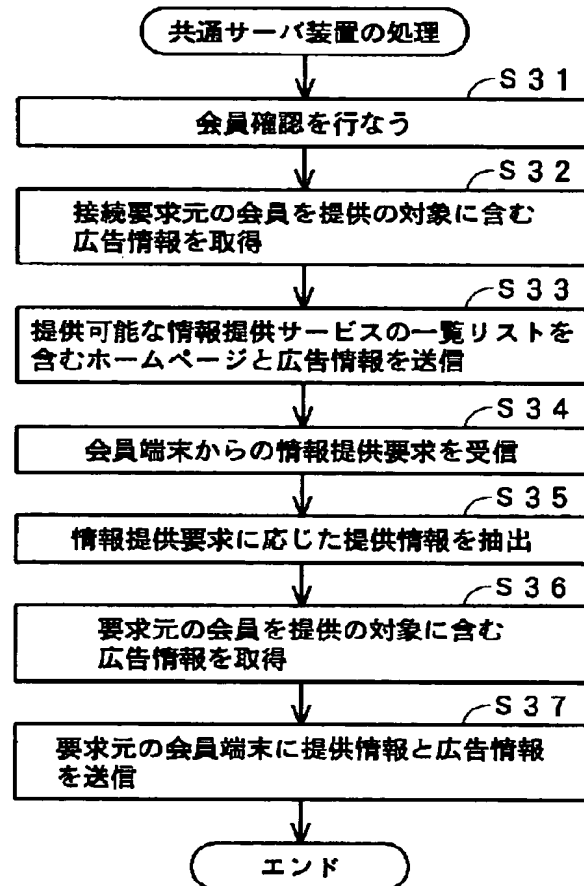 共通サーバ装置の処理
S31
会員確認を行なう
S32
接続要求元の会員を提供の対象に含む
広告情報を取得
S33
提供可能な情報提供サービスの一覧リストを
含むホームページと広告情報を送信
S34
会員端末からの情報提供要求を受信
S35
情報提供要求に応じた提供情報を抽出
S36
要求元の会員を提供の対象に含む
広告情報を取得
S37
要求元の会員端末に提供情報と広告情報
を送信
エンド